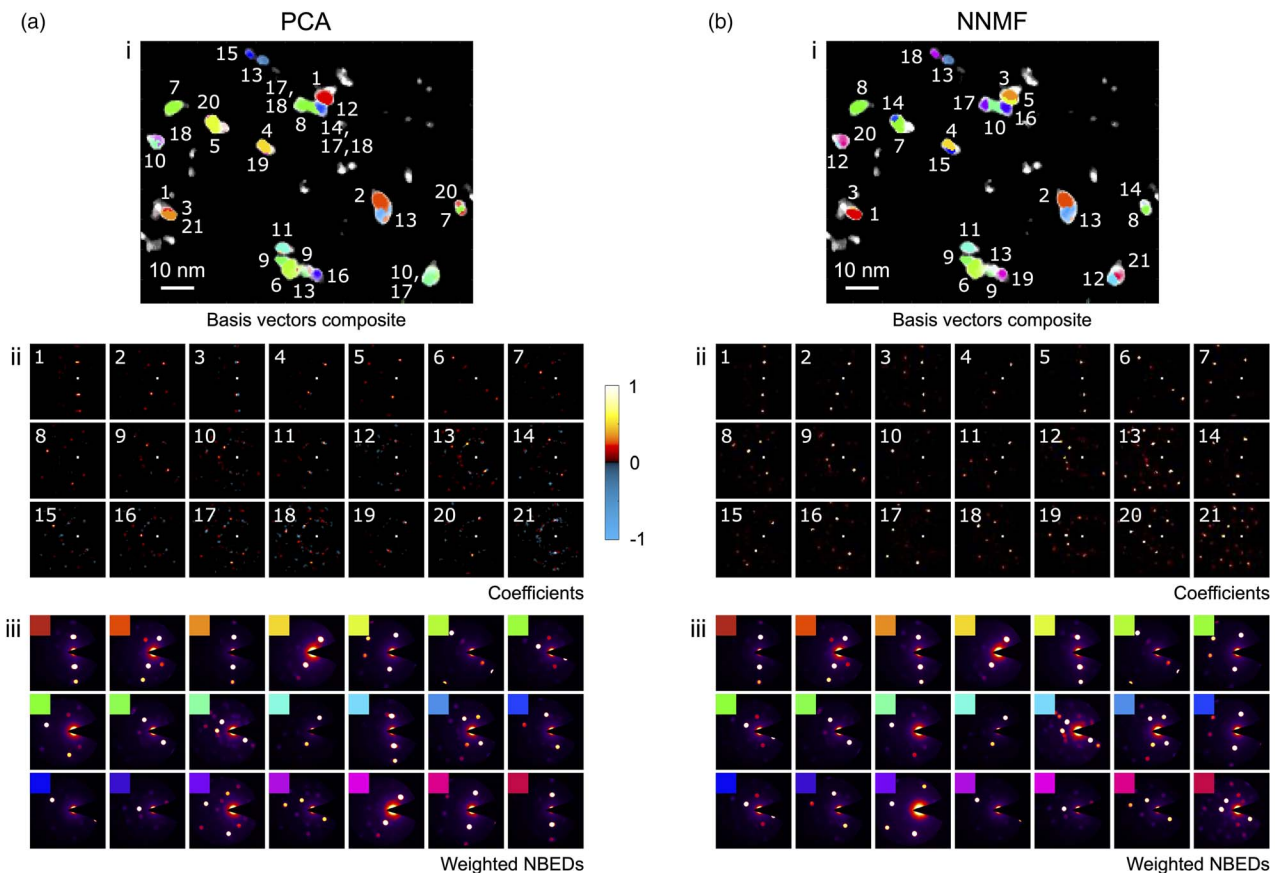 (a) PCA
i
15
13
7
17,
18
1
12
20
8
14,
17,18
18
5
4
10
19
1
3
21
2
13
20
7
11
9
9
16
6
13
10,
17
10 nm
Basis vectors composite
ii
1 2 3 4 5 6 7
8 9 10 11 12 13 14
15 16 17 18 19 20 21
1
0
-1
Coefficients
iii
Weighted NBEDs
(b) NNMF
i
18
13
8
3
5
17
14
10
16
20
7
4
12
15
3
1
2
13
14
8
11
9
13
19
6
9
21
12
10 nm
Basis vectors composite
ii
1 2 3 4 5 6 7
8 9 10 11 12 13 14
15 16 17 18 19 20 21
Coefficients
iii
Weighted NBEDs